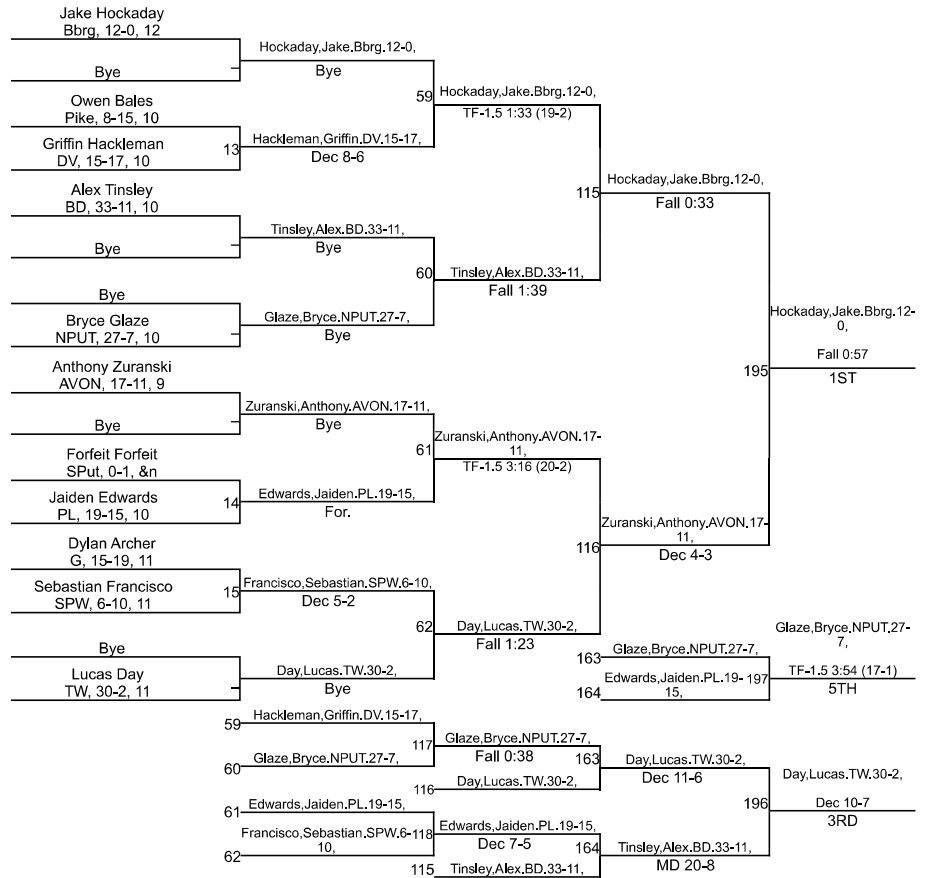 Jake Hockaday
Bbrg, 12-0, 12
Bye
Owen Bales
Pike, 8-15, 10
Griffin Hackleman
DV, 15-17, 10
13
Alex Tinsley
BD, 33-11, 10
Bye
Bye
Bryce Glaze
NPUT, 27-7, 10
Anthony Zuranski
AVON, 17-11, 9
Bye
Forfeit Forfeit
SPut, 0-1, &n
Jaiden Edwards
PL, 19-15, 10
14
Dylan Archer
G, 15-19, 11
Sebastian Francisco
SPW, 6-10, 11
15
Bye
Lucas Day
TW, 30-2, 11
Hockaday,Jake.Bbrg.12-0,
Bye
59
Hackleman,Griffin.DV.15-17,
Dec 8-6
Tinsley,Alex.BD.33-11,
Bye
60
Glaze,Bryce.NPUT.27-7,
Bye
Zuranski,Anthony.AVON.17-11,
Bye
61
Edwards,Jaiden.PL.19-15,
For.
Francisco,Sebastian.SPW.6-10,
Dec 5-2
62
Day,Lucas.TW.30-2,
Bye
Hockaday,Jake.Bbrg.12-0,
TF-1.5 1:33 (19-2)
115
Tinsley,Alex.BD.33-11,
Fall 1:39
Zuranski,Anthony.AVON.17-
11,
TF-1.5 3:16 (20-2)
116
Day,Lucas.TW.30-2,
Fall 1:23
Hockaday,Jake.Bbrg.12-0,
Fall 0:33
195
Zuranski,Anthony.AVON.17-
11,
Dec 4-3
Hockaday,Jake.Bbrg.12-
0,
Fall 0:57
1ST
163
Glaze,Bryce.NPUT.27-7,
164
Edwards,Jaiden.PL.19-
15,
197
Glaze,Bryce.NPUT.27-
7,
TF-1.5 3:54 (17-1)
5TH
59
Hackleman,Griffin.DV.15-17,
60
Glaze,Bryce.NPUT.27-7,
117
Glaze,Bryce.NPUT.27-7,
Fall 0:38
116
Day,Lucas.TW.30-2,
163
Day,Lucas.TW.30-2,
Dec 11-6
61
Edwards,Jaiden.PL.19-15,
62
Francisco,Sebastian.SPW.6-
10,
118
Edwards,Jaiden.PL.19-15,
Dec 7-5
115
Tinsley,Alex.BD.33-11,
164
Tinsley,Alex.BD.33-11,
MD 20-8
196
Day,Lucas.TW.30-2,
Dec 10-7
3RD